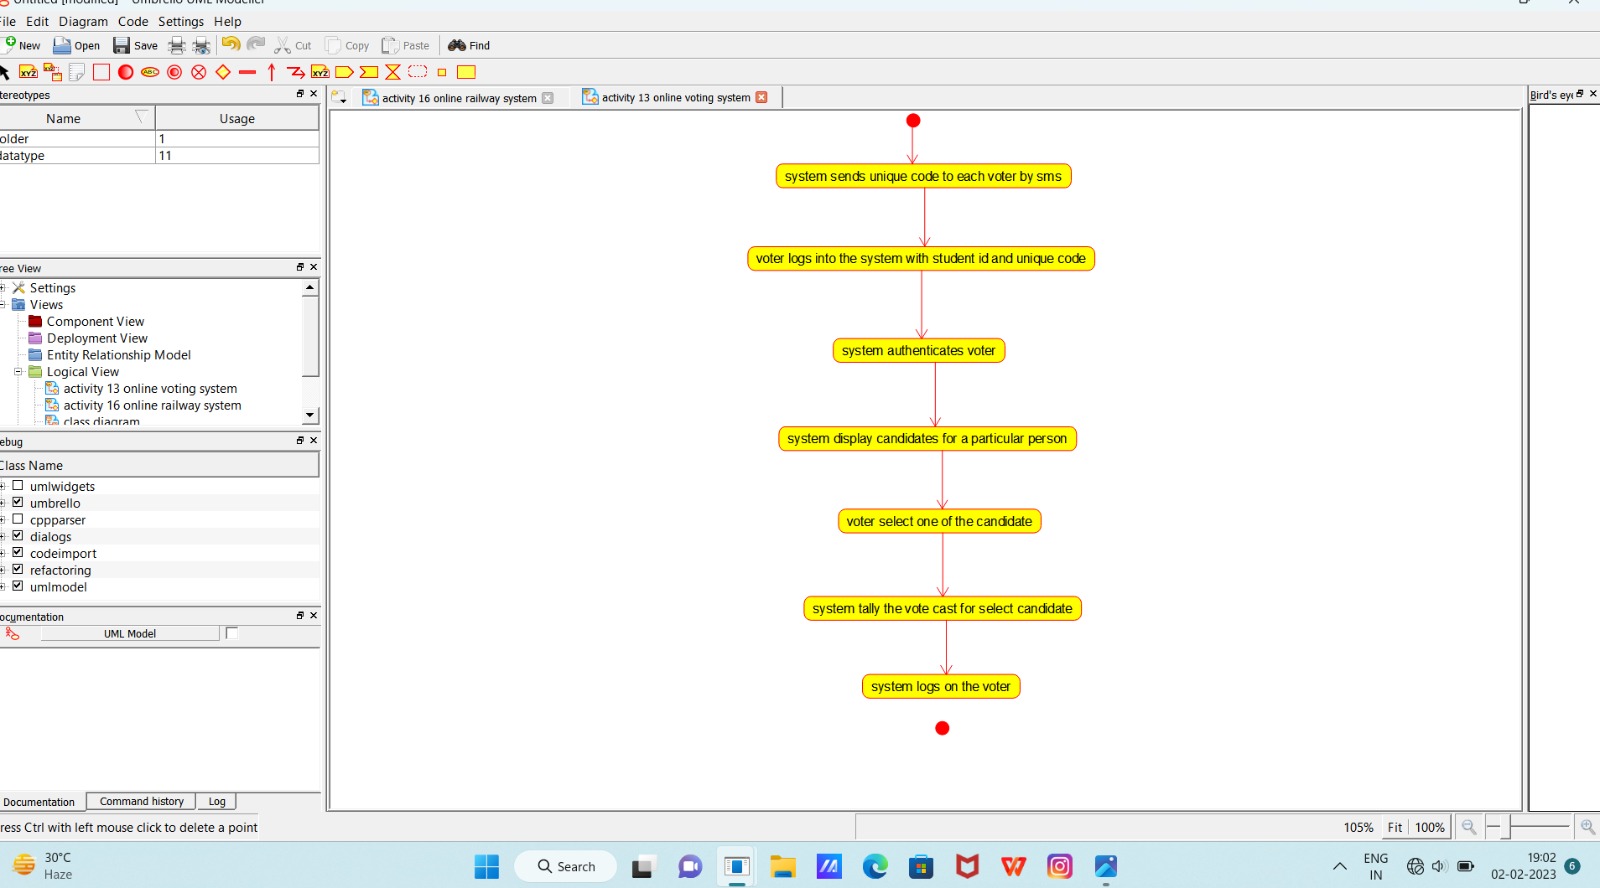 Untitled [modified] - Umbrello UML Modeller
File Edit Diagram Code Settings Help
New Open Save Cut Copy Paste Find
tereotypes
Name Usage
older 1
datatype 11
ree View
Settings
Views
Component View
Deployment View
Entity Relationship Model
Logical View
activity 13 online voting system
activity 16 online railway system
class diagram
ebug
Class Name
umlwidgets
umbrello
cppparser
dialogs
codeimport
refactoring
umlmodel
ocumentation
UML Model
Documentation Command history Log
ress Ctrl with left mouse click to delete a point
activity 16 online railway system activity 13 online voting system
system sends unique code to each voter by sms
voter logs into the system with student id and unique code
system authenticates voter
system display candidates for a particular person
voter select one of the candidate
system tally the vote cast for select candidate
system logs on the voter
Bird's eye
105% Fit 100%
30°C
Haze
Search
ENG
IN
19:02
02-02-2023
6